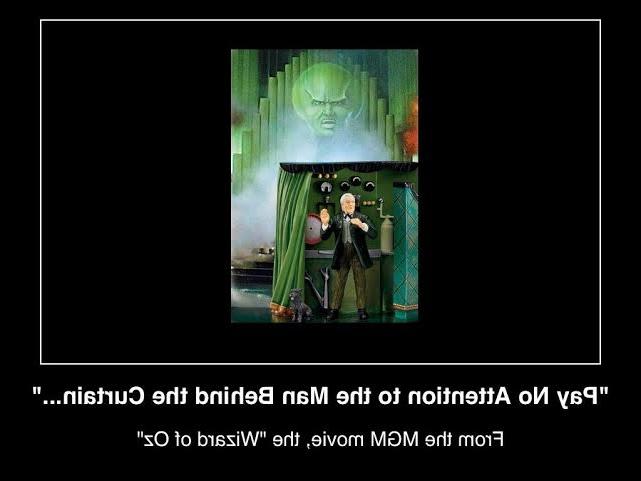 "Pay No Attention to the Man Behind the Curtain..."
From the MGM movie, the "Wizard of Oz"